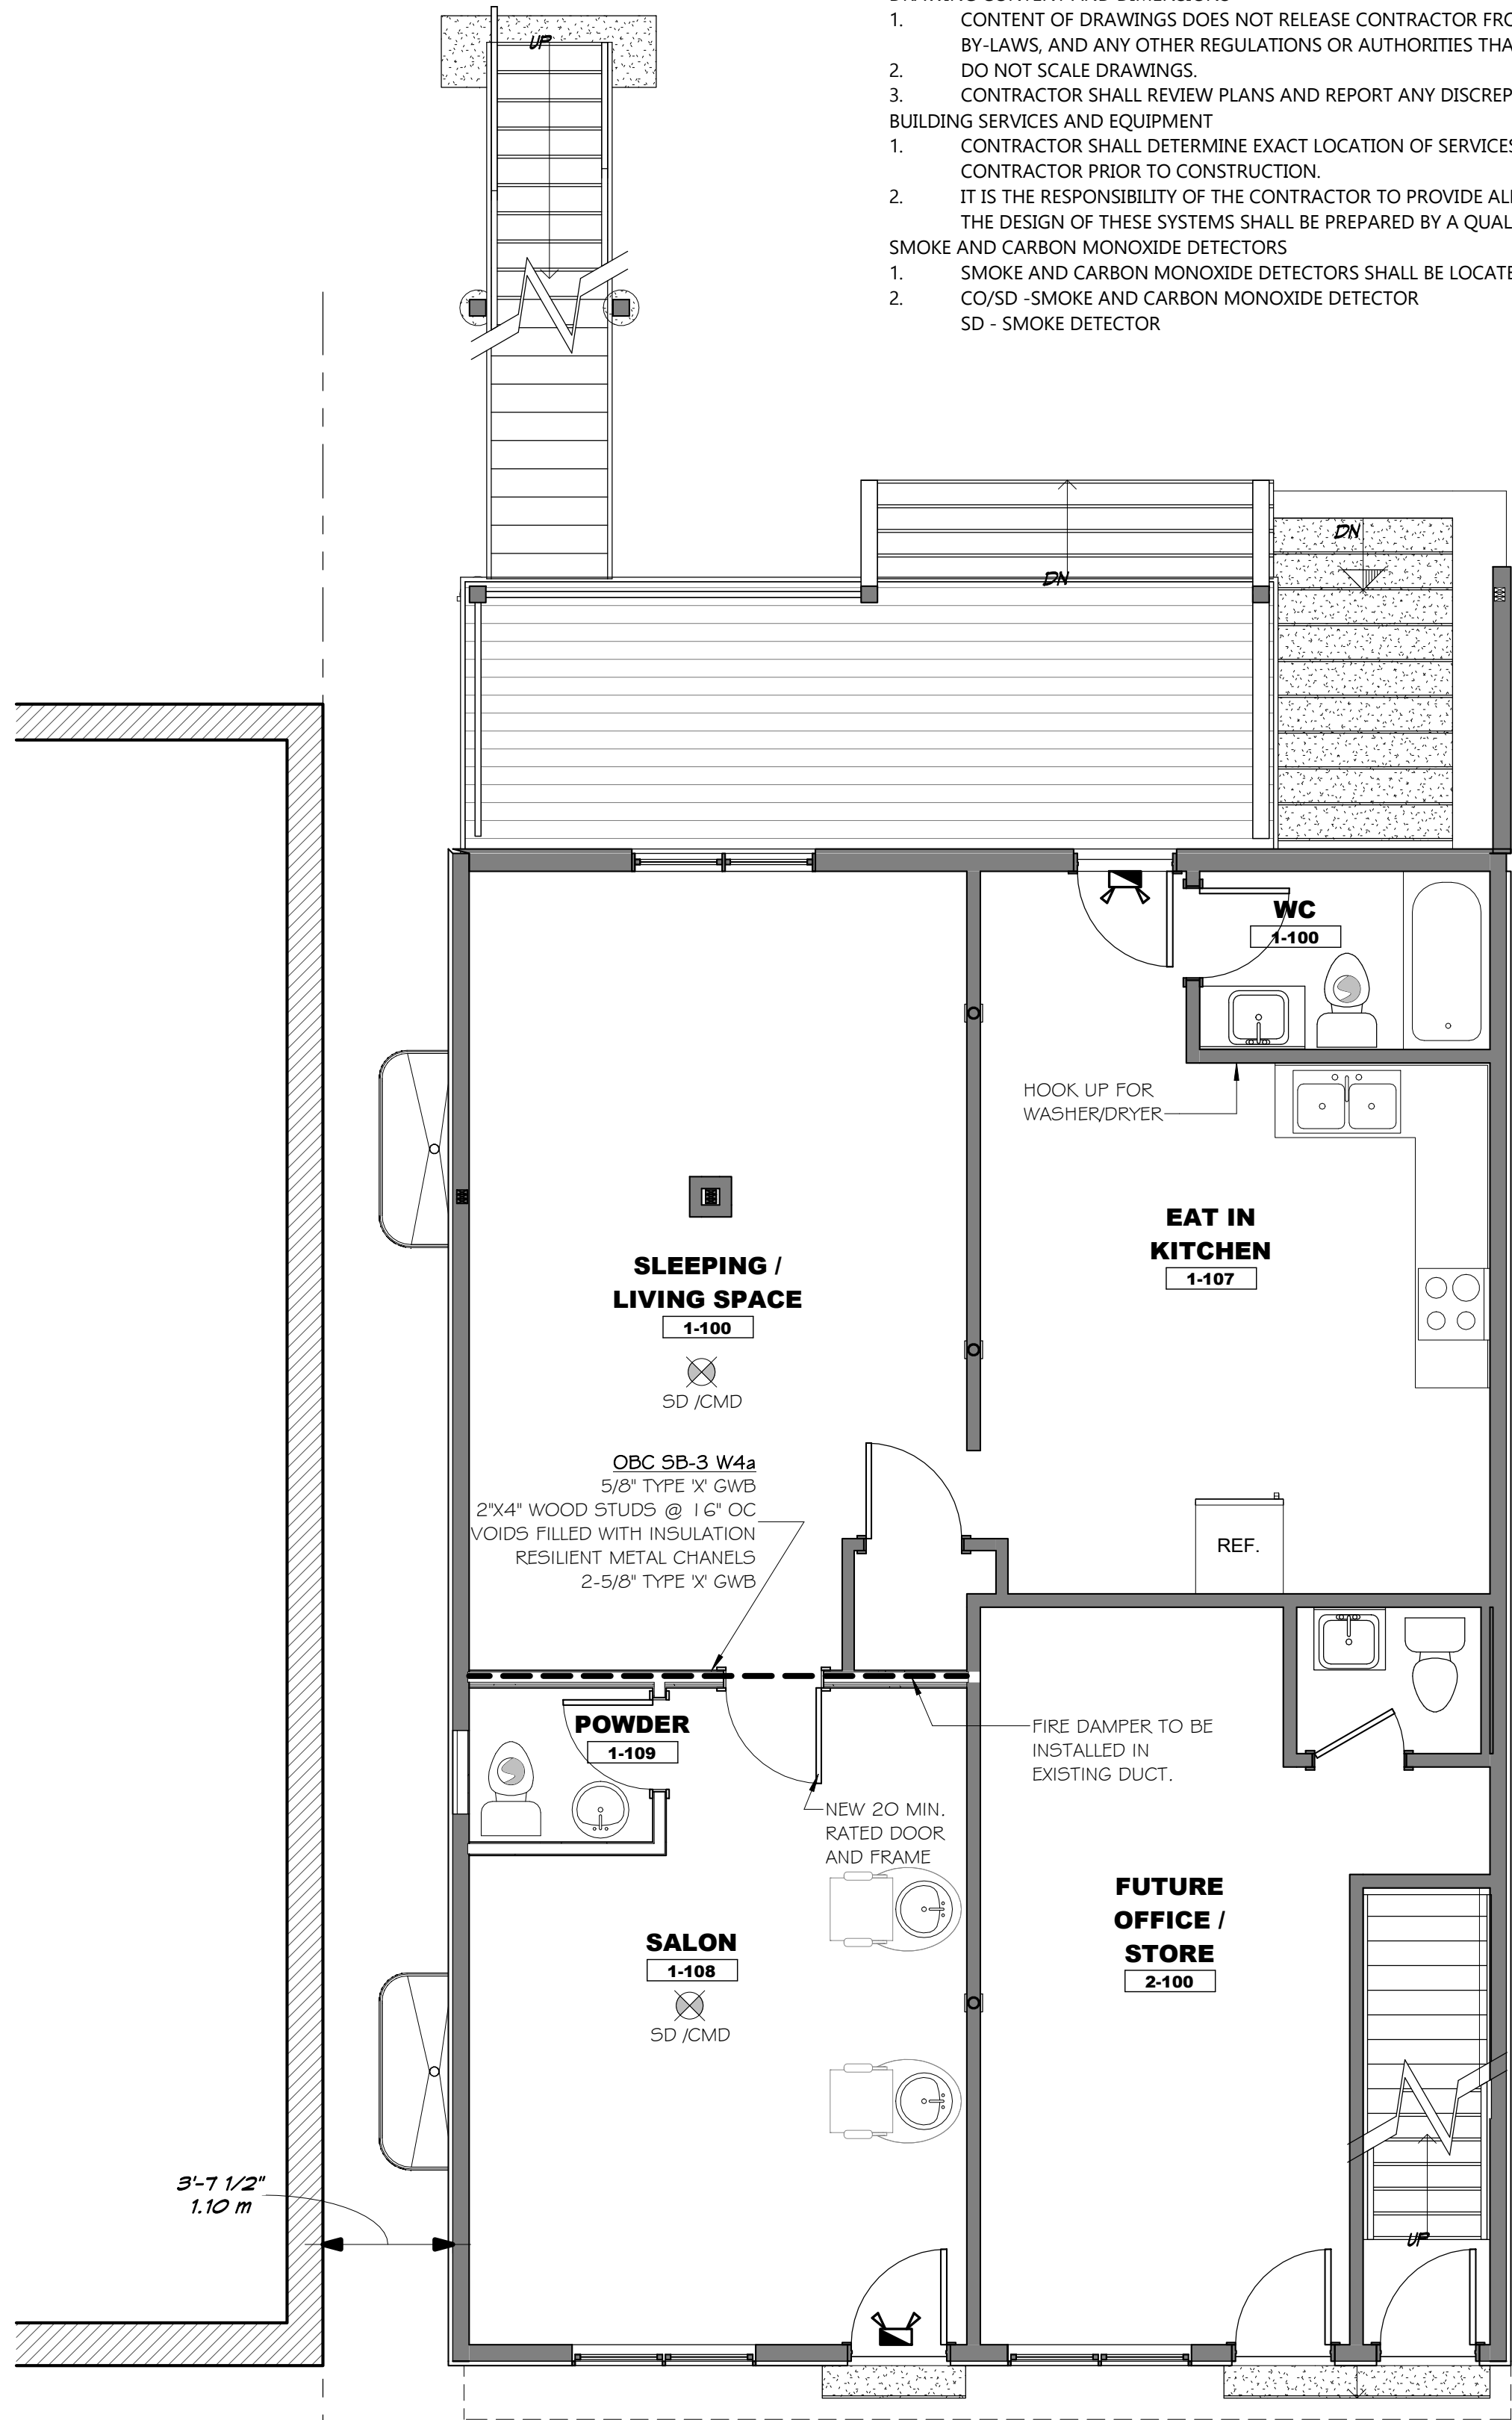 1. CONTENT OF DRAWINGS DOES NOT RELEASE CONTRACTOR
BY-LAWS, AND ANY OTHER REGULATIONS OR AUTHORITIES
2. DO NOT SCALE DRAWINGS.
3. CONTRACTOR SHALL REVIEW PLANS AND REPORT ANY
BUILDING SERVICES AND EQUIPMENT
1. CONTRACTOR SHALL DETERMINE EXACT LOCATION OF SERVICES
CONTRACTOR PRIOR TO CONSTRUCTION.
2. IT IS THE RESPONSIBILITY OF THE CONTRACTOR TO PROVIDE ALL
THE DESIGN OF THESE SYSTEMS SHALL BE PREPARED BY A
SMOKE AND CARBON MONOXIDE DETECTORS
1. SMOKE AND CARBON MONOXIDE DETECTORS SHALL BE
2. CO/SD -SMOKE AND CARBON MONOXIDE DETECTOR
SD - SMOKE DETECTOR
UP
DN
DN
WC
1-100
HOOK UP FOR
WASHER/DRYER
EAT IN
KITCHEN
1-107
SLEEPING /
LIVING SPACE
1-100
SD /CMD
OBC SB-3 W4a
5/8" TYPE 'X' GWB
2"X4" WOOD STUDS @ 16" OC
VOIDS FILLED WITH INSULATION
RESILIENT METAL CHANELS
2-5/8" TYPE 'X' GWB
REF.
POWDER
1-109
FIRE DAMPER TO BE
INSTALLED IN
EXISTING DUCT.
NEW 20 MIN.
RATED DOOR
AND FRAME
SALON
1-108
SD /CMD
FUTURE
OFFICE /
STORE
2-100
3'-7 1/2"
1.10 m
UP